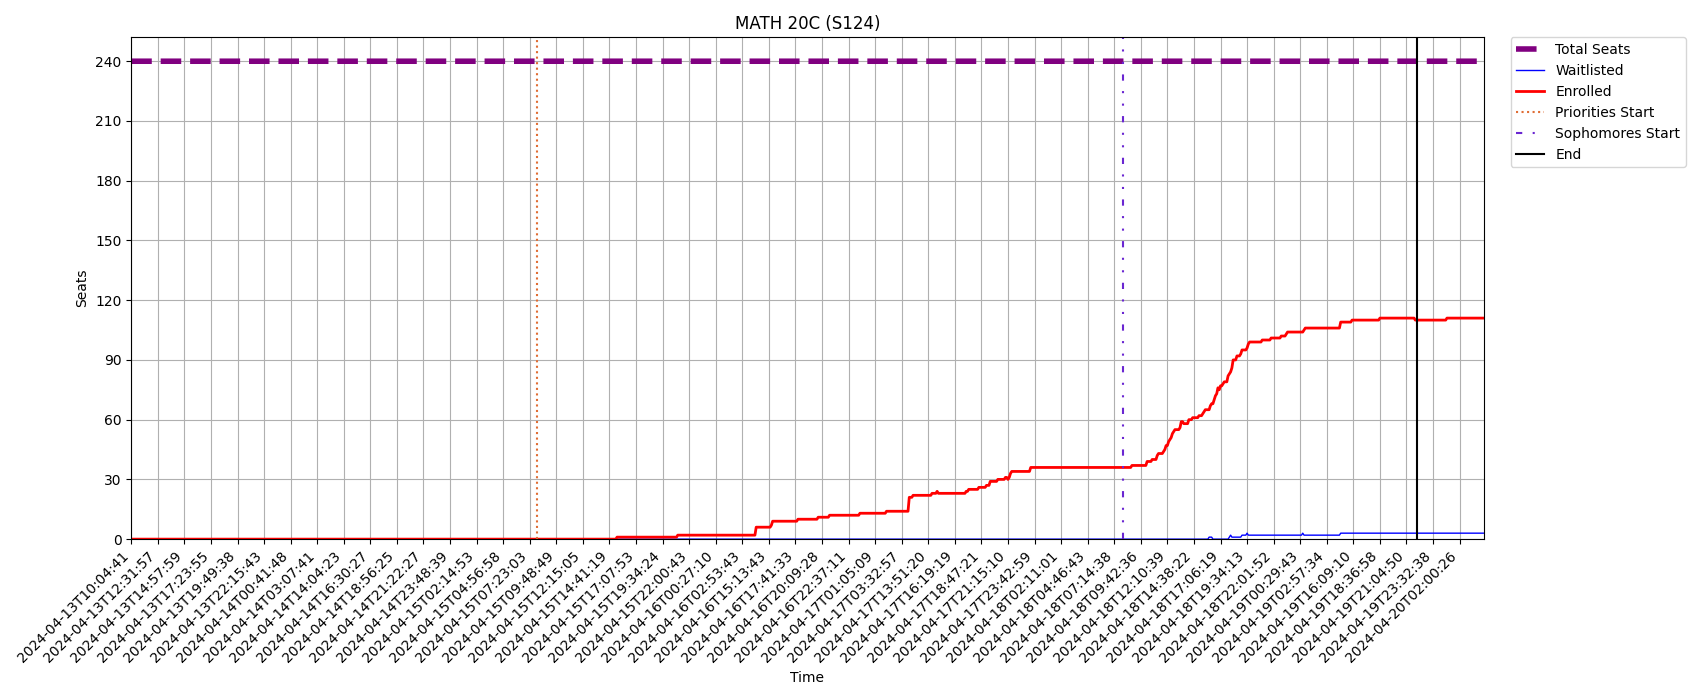 MATH 20C (S124)
Total Seats
Waitlisted
Enrolled
Priorities Start
Sophomores Start
End
Seats
240
210
180
150
120
90
60
30
0
2024-04-13T10:04:41
2024-04-13T12:31:57
2024-04-13T14:57:59
2024-04-13T17:23:55
2024-04-13T19:49:38
2024-04-13T22:15:43
2024-04-14T00:41:48
2024-04-14T03:07:41
2024-04-14T14:04:23
2024-04-14T16:30:27
2024-04-14T18:56:25
2024-04-14T21:22:27
2024-04-14T23:48:39
2024-04-15T02:14:53
2024-04-15T04:56:58
2024-04-15T07:23:03
2024-04-15T09:48:49
2024-04-15T12:15:05
2024-04-15T14:41:19
2024-04-15T17:07:53
2024-04-15T19:34:24
2024-04-15T22:00:43
2024-04-16T00:27:10
2024-04-16T02:53:43
2024-04-16T15:13:43
2024-04-16T17:41:33
2024-04-16T20:09:28
2024-04-16T22:37:11
2024-04-17T01:05:09
2024-04-17T03:32:57
2024-04-17T13:51:20
2024-04-17T16:19:19
2024-04-17T18:47:21
2024-04-17T21:15:10
2024-04-17T23:42:59
2024-04-18T02:11:01
2024-04-18T04:46:43
2024-04-18T07:14:38
2024-04-18T09:42:36
2024-04-18T12:10:39
2024-04-18T14:38:22
2024-04-18T17:06:19
2024-04-18T19:34:13
2024-04-18T22:01:52
2024-04-19T00:29:43
2024-04-19T02:57:34
2024-04-19T16:09:10
2024-04-19T18:36:58
2024-04-19T21:04:50
2024-04-19T23:32:38
2024-04-20T02:00:26
Time